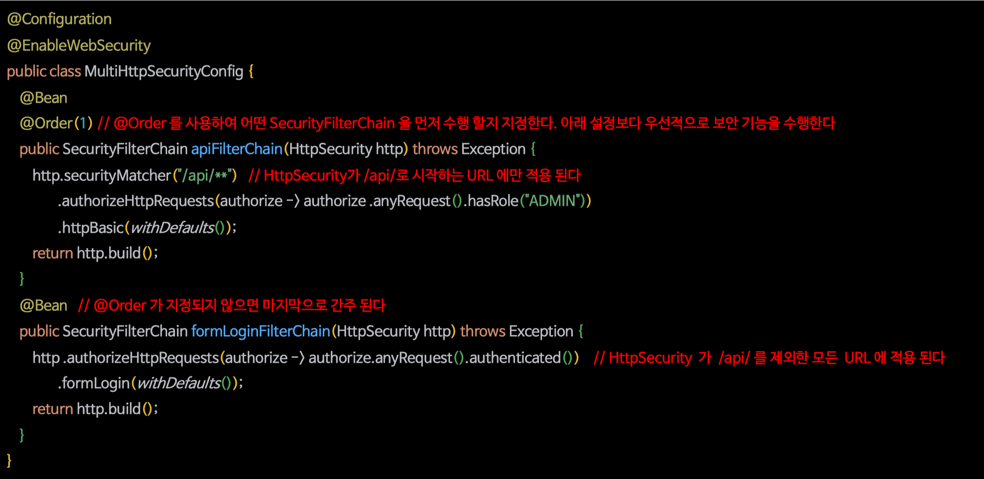 @Configuration
@EnableWebSecurity
public class MultiHttpSecurityConfig {
@Bean
@Order(1) // @Order 를 사용하여 어떤 SecurityFilterChain 을 먼저 수행 할지 지정한다. 아래 설정보다 우선적으로 보안 기능을 수행한다
public SecurityFilterChain apiFilterChain(HttpSecurity http) throws Exception {
http.securityMatcher("/api/**") // HttpSecurity가 /api/로 시작하는 URL 에만 적용 된다
.authorizeHttpRequests(authorize -> authorize .anyRequest().hasRole("ADMIN"))
.httpBasic(withDefaults());
return http.build();
}
@Bean // @Order 가 지정되지 않으면 마지막으로 간주 된다
public SecurityFilterChain formLoginFilterChain(HttpSecurity http) throws Exception {
http .authorizeHttpRequests(authorize -> authorize.anyRequest().authenticated()) // HttpSecurity 가 /api/ 를 제외한 모든 URL 에 적용 된다
.formLogin(withDefaults());
return http.build();
}
}